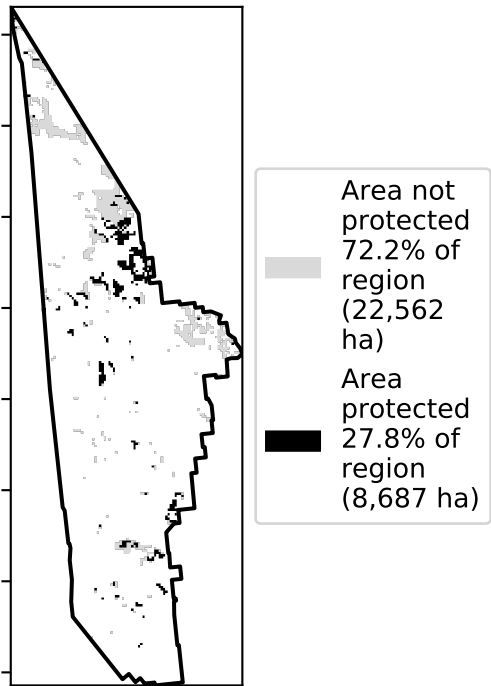 Area not
protected
72.2% of
region
(22,562
ha)
Area
protected
27.8% of
region
(8,687 ha)